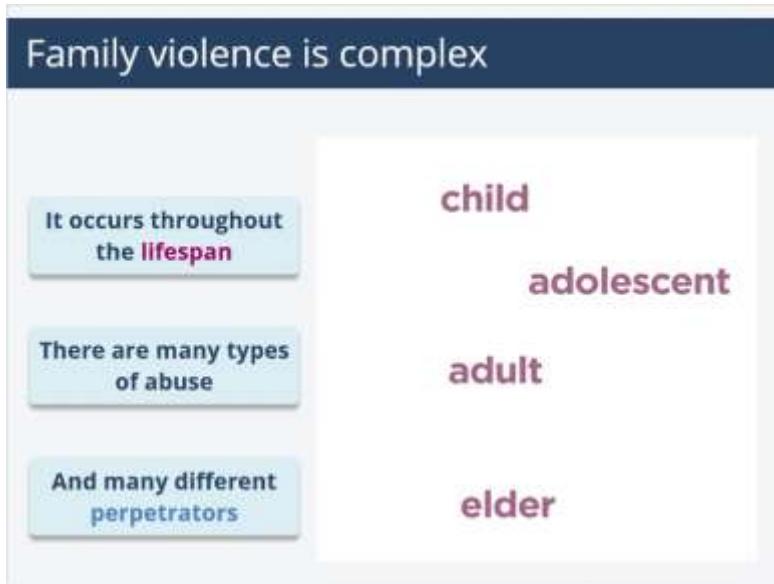 Family violence is complex
It occurs throughout
the lifespan
There are many types
of abuse
And many different
perpetrators
child
adolescent
adult
elder